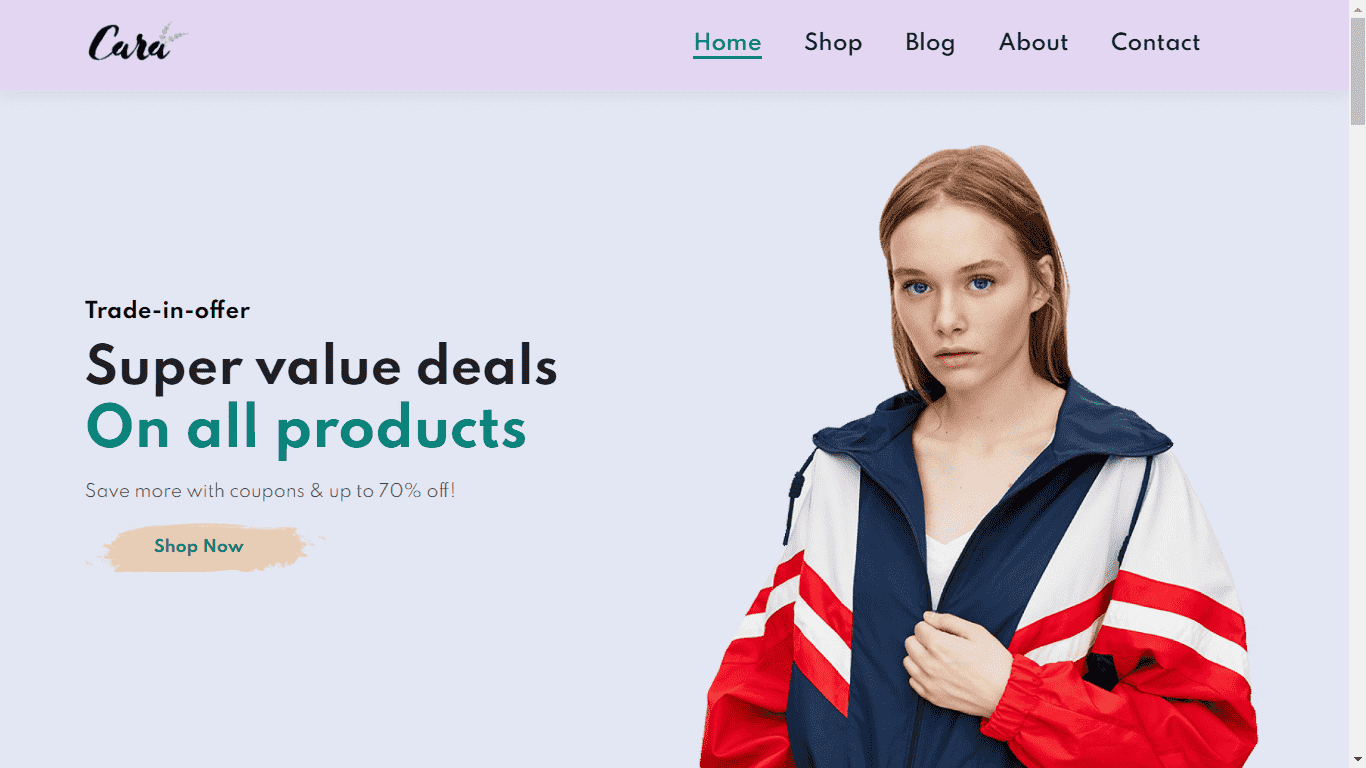 Cara
Home Shop Blog About Contact
Trade-in-offer
Super value deals
On all products
Save more with coupons & up to 70% off!
Shop Now